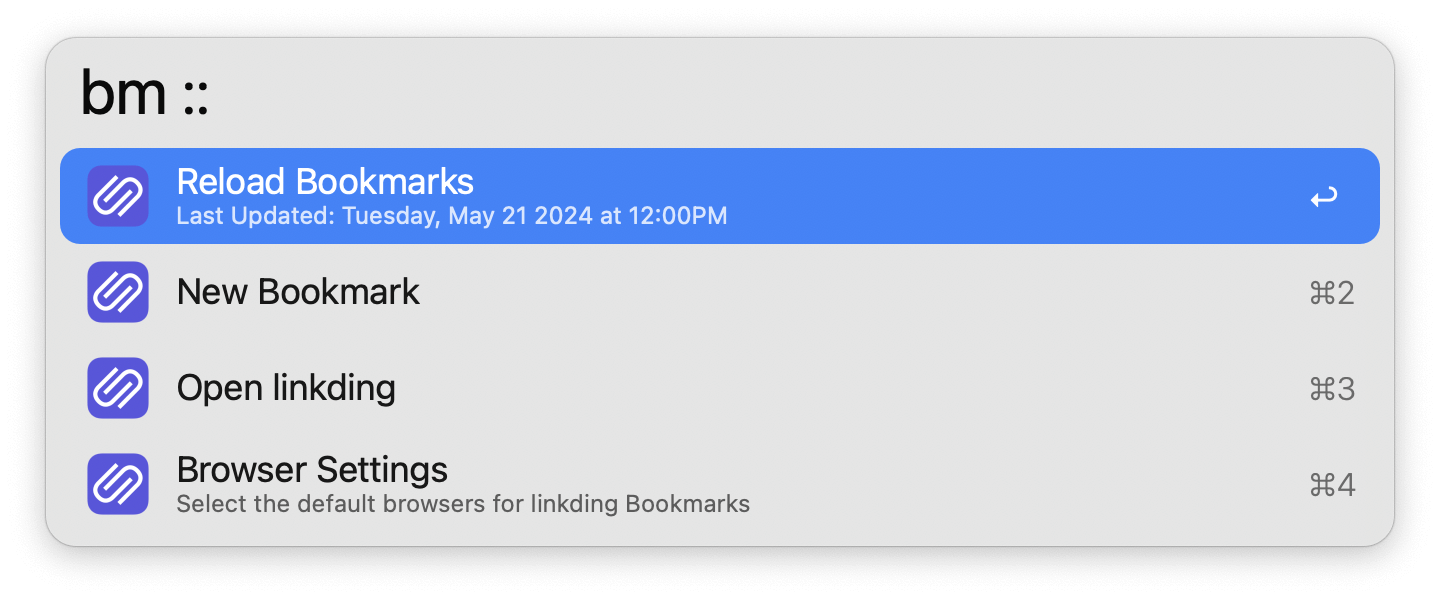 bm ::
Reload Bookmarks
Last Updated: Tuesday, May 21 2024 at 12:00PM
↩
New Bookmark
⌘2
Open linkding
⌘3
Browser Settings
Select the default browsers for linkding Bookmarks
⌘4